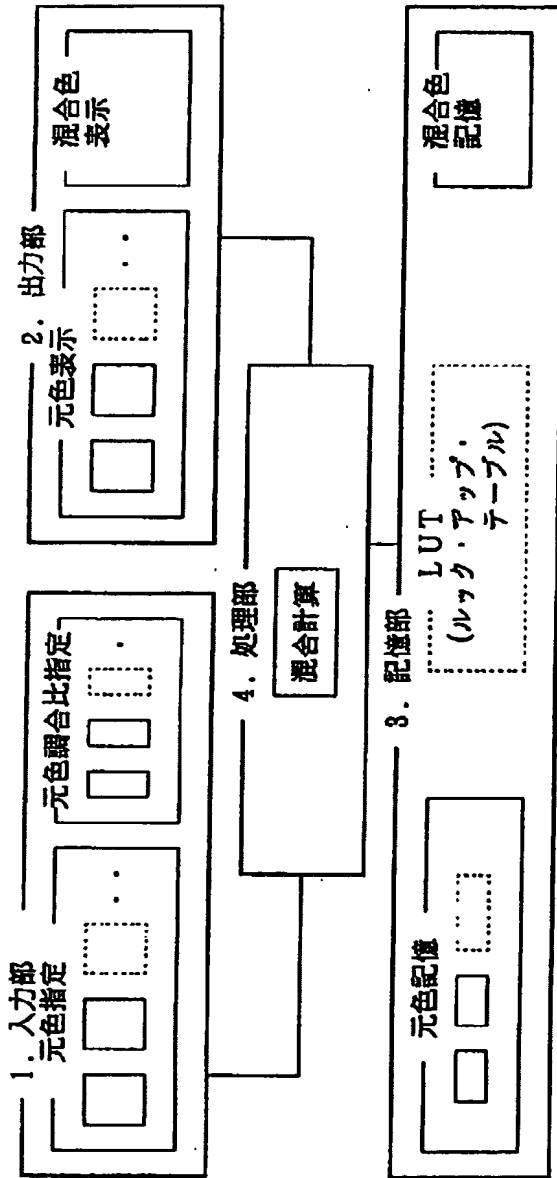 1. 入力部
元色指定
元色調合比指定
2. 出力部
元色表示
混合色
表示
4. 処理部
混合計算
3. 記憶部
元色記憶
LUT
(ルック・アップ・
テーブル)
混合色
記憶